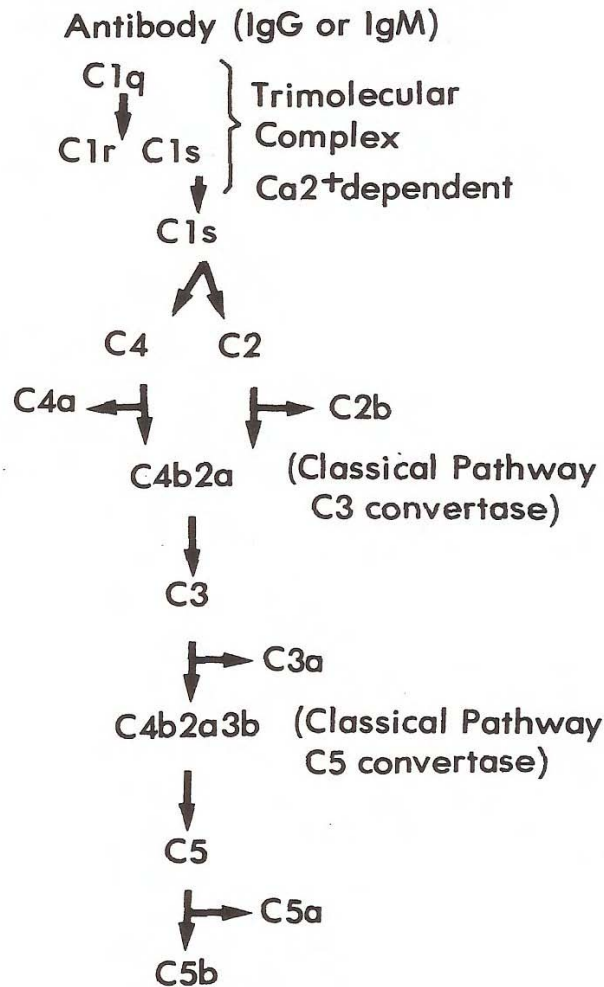 Antibody (IgG or IgM)
C1q
Trimolecular
C1r C1s
Complex
Ca2+dependent
C1s
C4 C2
C4a C2b
C4b2a (Classical Pathway
C3 convertase)
C3
C3a
C4b2a3b (Classical Pathway
C5 convertase)
C5
C5a
C5b